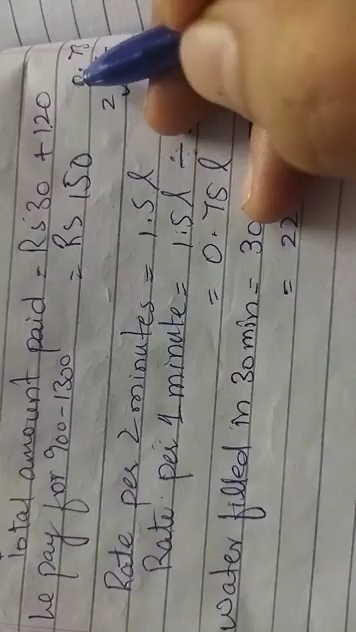 Total amount paid = Rs 30 + 120
he pay for 900-1300 = Rs 150
Rate per 2 minutes = 1.5 l
Rate per 1 minute = 1.5 l ÷
= 0.75 l
water filled in 30 min = 30
= 22